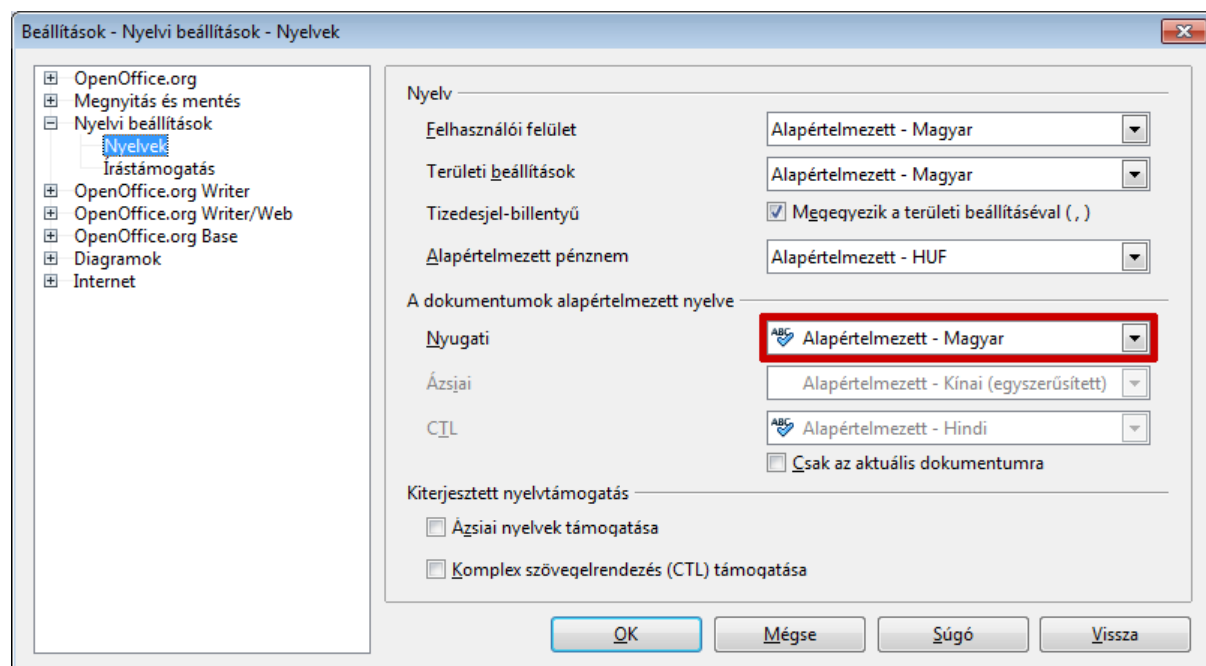 Beállítások - Nyelvi beállítások - Nyelvek
OpenOffice.org
Megnyitás és mentés
Nyelvi beállítások
Nyelvek
Írástámogatás
OpenOffice.org Writer
OpenOffice.org Writer/Web
OpenOffice.org Base
Diagramok
Internet
Nyelv
Felhasználói felület Alapértelmezett - Magyar
Területi beállítások Alapértelmezett - Magyar
Tizedesjel-billentyű Megegyezik a területi beállításéval ( , )
Alapértelmezett pénznem Alapértelmezett - HUF
A dokumentumok alapértelmezett nyelve
Nyugati ABC Alapértelmezett - Magyar
Ázsiai Alapértelmezett - Kínai (egyszerűsített)
CTL ABC Alapértelmezett - Hindi
Csak az aktuális dokumentumra
Kiterjesztett nyelvtámogatás
Ázsiai nyelvek támogatása
Komplex szövegelrendezés (CTL) támogatása
OK Mégse Súgó Vissza